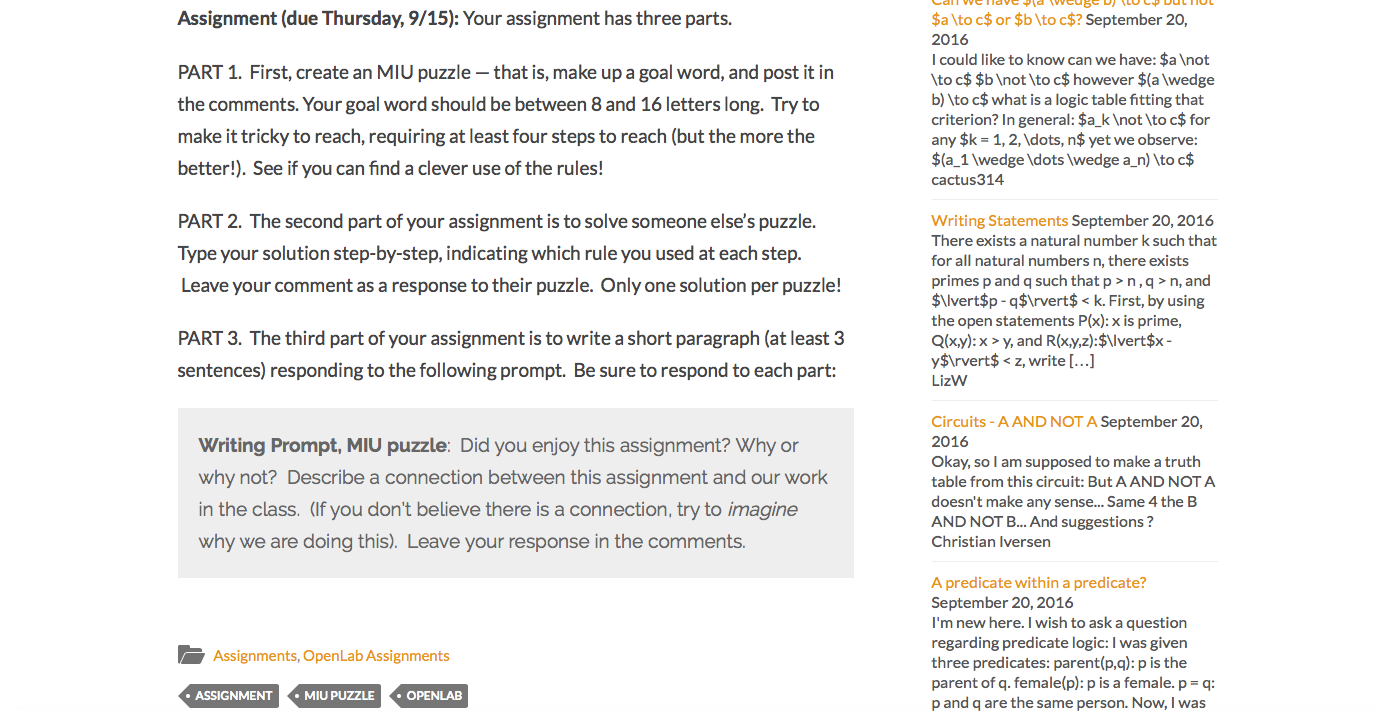 Assignment (due Thursday, 9/15): Your assignment has three parts.
PART 1.  First, create an MIU puzzle — that is, make up a goal word, and post it in
the comments. Your goal word should be between 8 and 16 letters long.  Try to
make it tricky to reach, requiring at least four steps to reach (but the more the
better!).  See if you can find a clever use of the rules!
PART 2.  The second part of your assignment is to solve someone else’s puzzle.
Type your solution step-by-step, indicating which rule you used at each step.
Leave your comment as a response to their puzzle.  Only one solution per puzzle!
PART 3.  The third part of your assignment is to write a short paragraph (at least 3
sentences) responding to the following prompt.  Be sure to respond to each part:
Writing Prompt, MIU puzzle:  Did you enjoy this assignment? Why or
why not?  Describe a connection between this assignment and our work
in the class.  (If you don't believe there is a connection, try to imagine
why we are doing this).  Leave your response in the comments.
Assignments, OpenLab Assignments
ASSIGNMENT
MIU PUZZLE
OPENLAB
Can we have $(a \wedge b) \to c$ but not
$a \to c$ or $b \to c$? September 20,
2016
I could like to know can we have: $a \not
\to c$ $b \not \to c$ however $(a \wedge
b) \to c$ what is a logic table fitting that
criterion? In general: $a_k \not \to c$ for
any $k = 1, 2, \dots, n$ yet we observe:
$(a_1 \wedge \dots \wedge a_n) \to c$
cactus314
Writing Statements September 20, 2016
There exists a natural number k such that
for all natural numbers n, there exists
primes p and q such that p > n , q > n, and
$\lvert$p - q$\rvert$ < k. First, by using
the open statements P(x): x is prime,
Q(x,y): x > y, and R(x,y,z):$\lvert$x -
y$\rvert$ < z, write […]
LizW
Circuits - A AND NOT A September 20,
2016
Okay, so I am supposed to make a truth
table from this circuit: But A AND NOT A
doesn't make any sense... Same 4 the B
AND NOT B... And suggestions ?
Christian Iversen
A predicate within a predicate?
September 20, 2016
I'm new here. I wish to ask a question
regarding predicate logic: I was given
three predicates: parent(p,q): p is the
parent of q. female(p): p is a female. p = q:
p and q are the same person. Now, I was